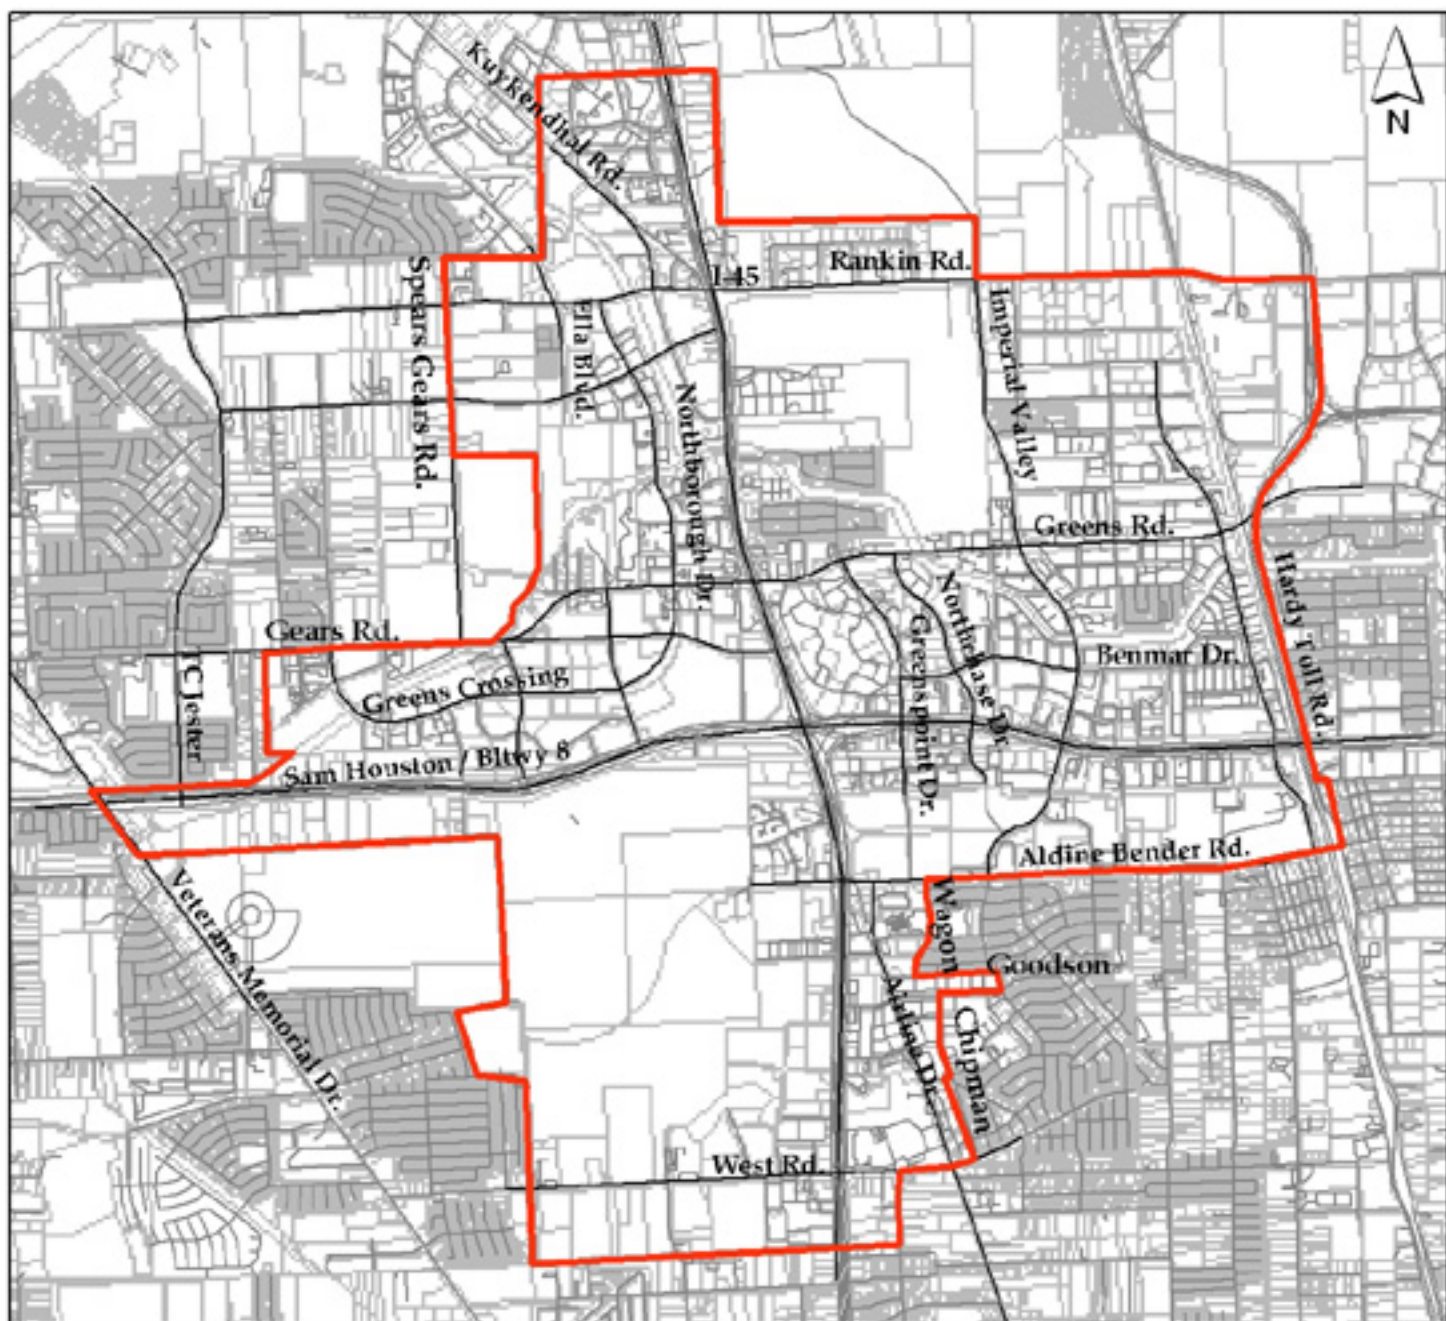 N
Kuykendhal Rd.
I-45
Rankin Rd.
Spears Gears Rd.
Ella Blvd.
Imperial Valley
Northborough Dr.
Greens Rd.
Hardy Toll Rd.
Northchase Dr
Greenspoint Dr.
Benmar Dr.
Gears Rd.
TC Jester
Greens Crossing
Sam Houston / Bltwy 8
Aldine Bender Rd.
Veterans Memorial Dr.
Wagon
Goodson
Aldine Dr.
Chipman
West Rd.